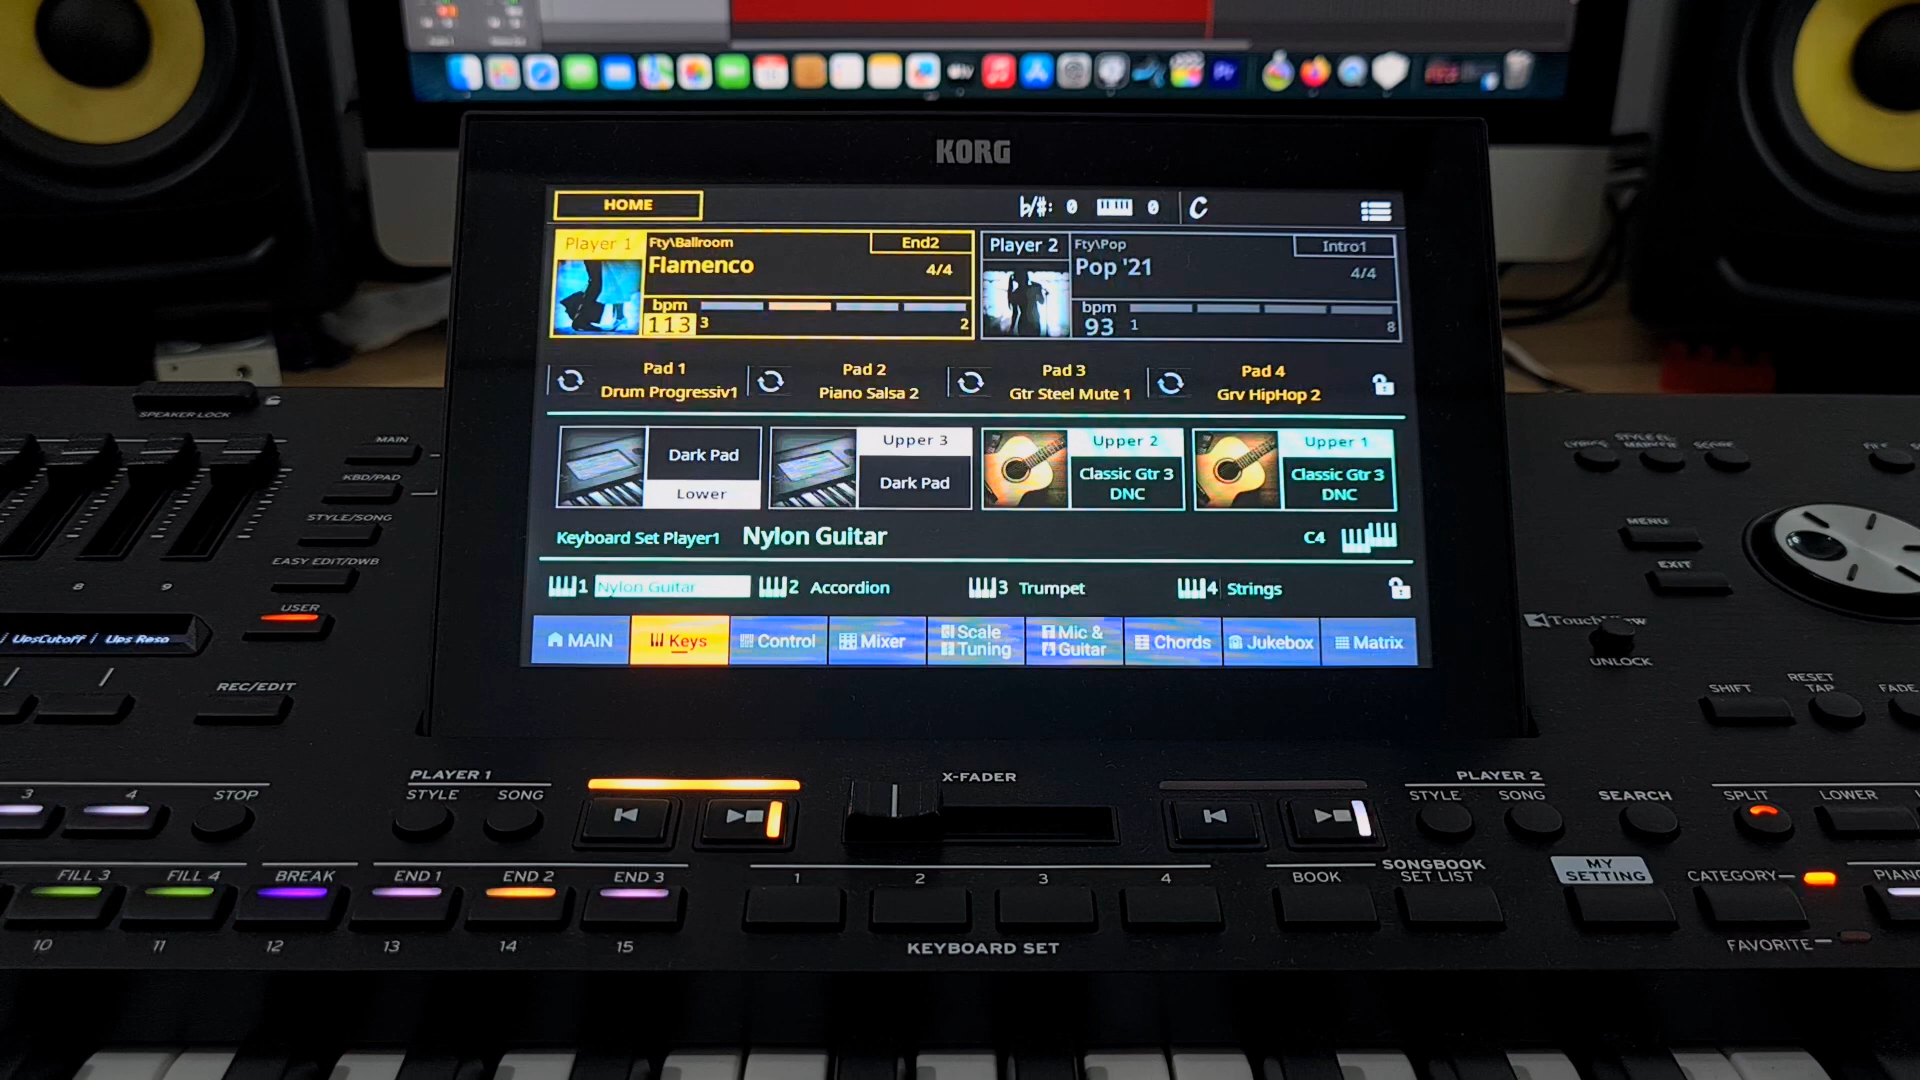 KORG
HOME
b/#: 0 0 C
Player 1 Fty\Ballroom End2
Flamenco 4/4
bpm
113 3 2
Player 2 Fty\Pop Intro1
Pop '21 4/4
bpm
93 1 8
Pad 1
Drum Progressiv1
Pad 2
Piano Salsa 2
Pad 3
Gtr Steel Mute 1
Pad 4
Grv HipHop 2
Dark Pad
Lower
Upper 3
Dark Pad
Upper 2
Classic Gtr 3
DNC
Upper 1
Classic Gtr 3
DNC
Keyboard Set Player1 Nylon Guitar C4
1 Nylon Guitar 2 Accordion 3 Trumpet 4 Strings
MAIN Keys Control Mixer Scale Tuning Mic & Guitar Chords Jukebox Matrix
SPEAKER LOCK
MAIN
KBD/PAD
STYLE/SONG
EASY EDIT/DWB
8 9
USER
UpsCutoff / Ups Reso
REC/EDIT
MENU
EXIT
UNLOCK
SHIFT
RESET
TAP
FADE
3 4 STOP
PLAYER 1
STYLE SONG
X-FADER
PLAYER 2
STYLE SONG
SEARCH
SPLIT
LOWER
FILL 3 FILL 4 BREAK END 1 END 2 END 3
10 11 12 13 14 15
1 2 3 4
KEYBOARD SET
SONGBOOK
BOOK SET LIST
MY
SETTING
CATEGORY
FAVORITE